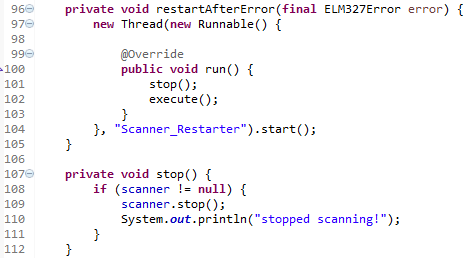 96 private void restartAfterError(final ELM327Error error) {
97 new Thread(new Runnable() {
98
99 @Override
100 public void run() {
101 stop();
102 execute();
103 }
104 }, "Scanner_Restarter").start();
105 }
106
107 private void stop() {
108 if (scanner != null) {
109 scanner.stop();
110 System.out.println("stopped scanning!");
111 }
112 }